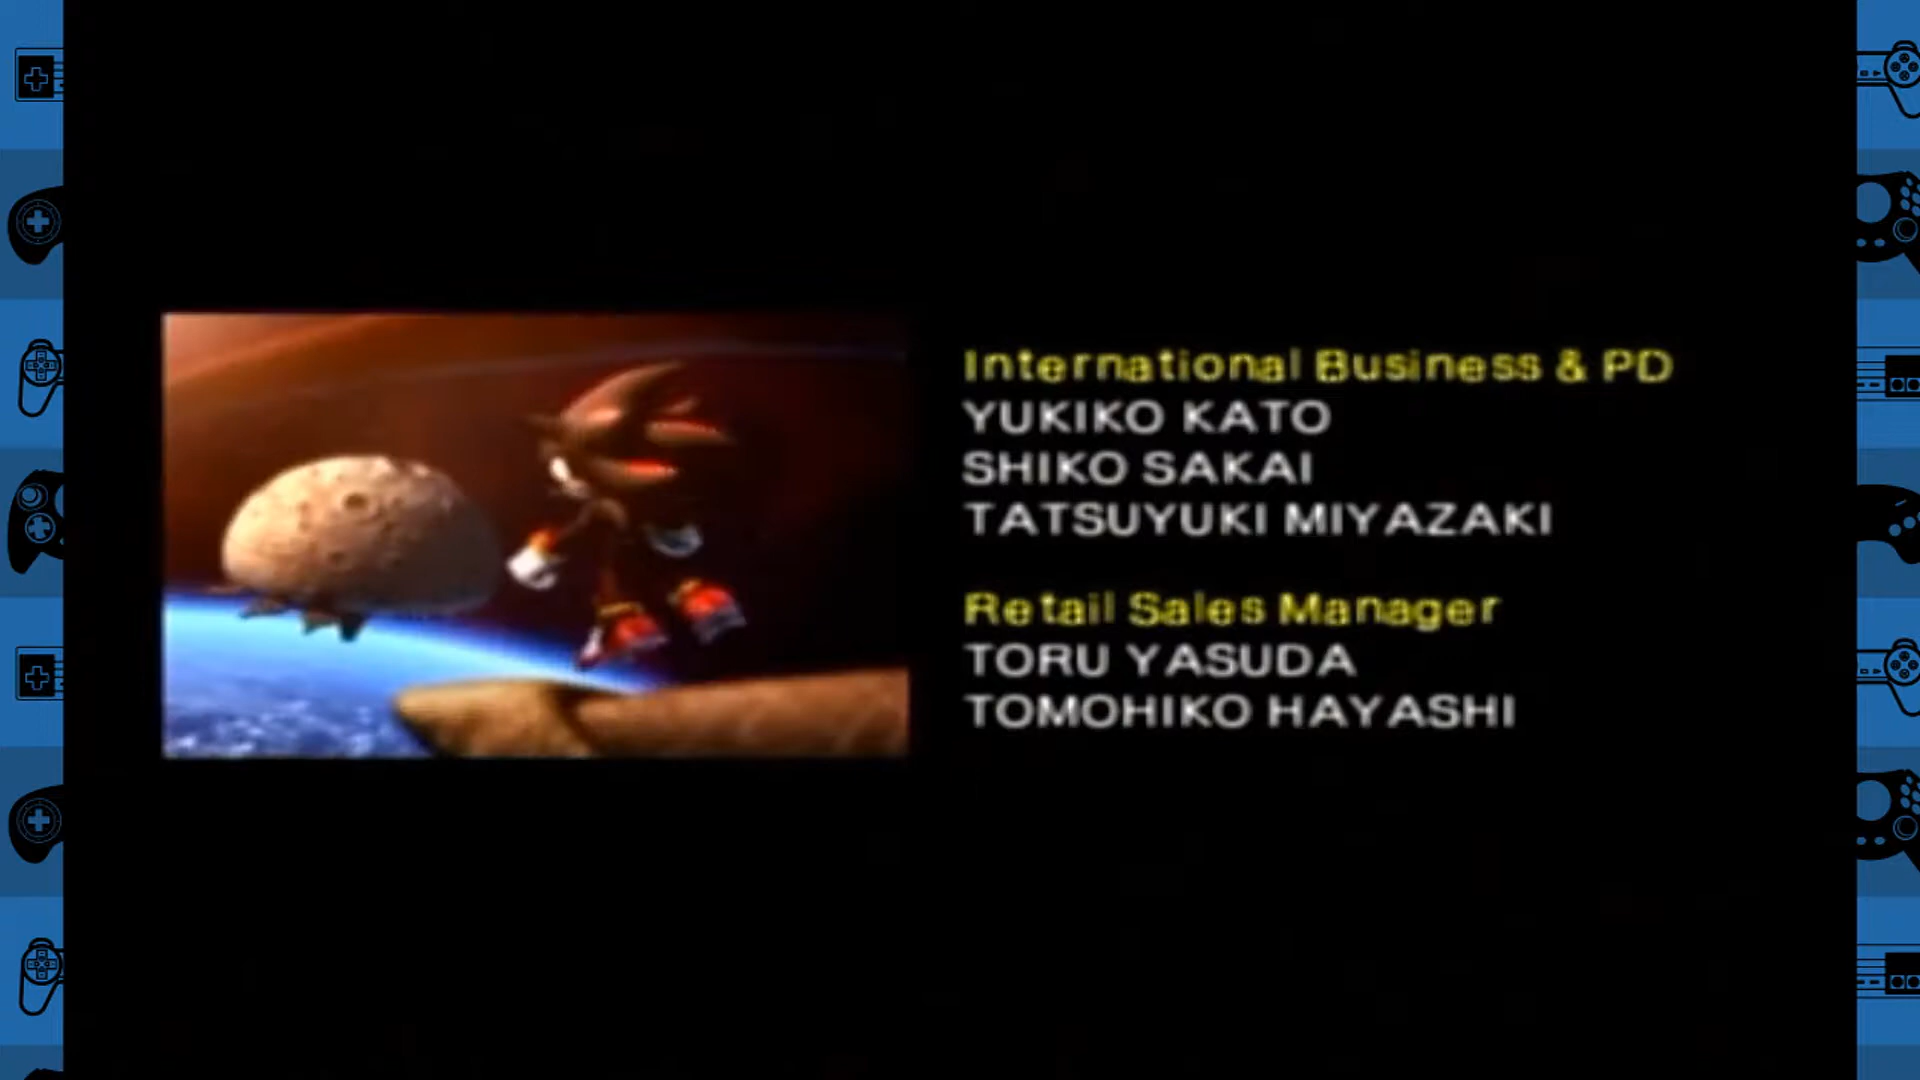 International Business & PD
YUKIKO KATO
SHIKO SAKAI
TATSUYUKI MIYAZAKI
Retail Sales Manager
TORU YASUDA
TOMOHIKO HAYASHI